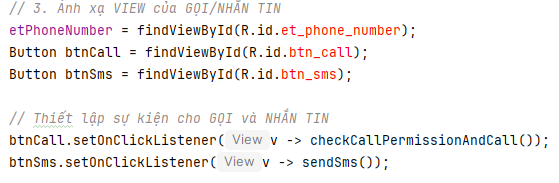 // 3. Ánh xạ VIEW của GỌI/NHẮN TIN
etPhoneNumber = findViewById(R.id.et_phone_number);
Button btnCall = findViewById(R.id.btn_call);
Button btnSms = findViewById(R.id.btn_sms);
// Thiết lập sự kiện cho GỌI và NHẮN TIN
btnCall.setOnClickListener( View v -> checkCallPermissionAndCall());
btnSms.setOnClickListener( View v -> sendSms());